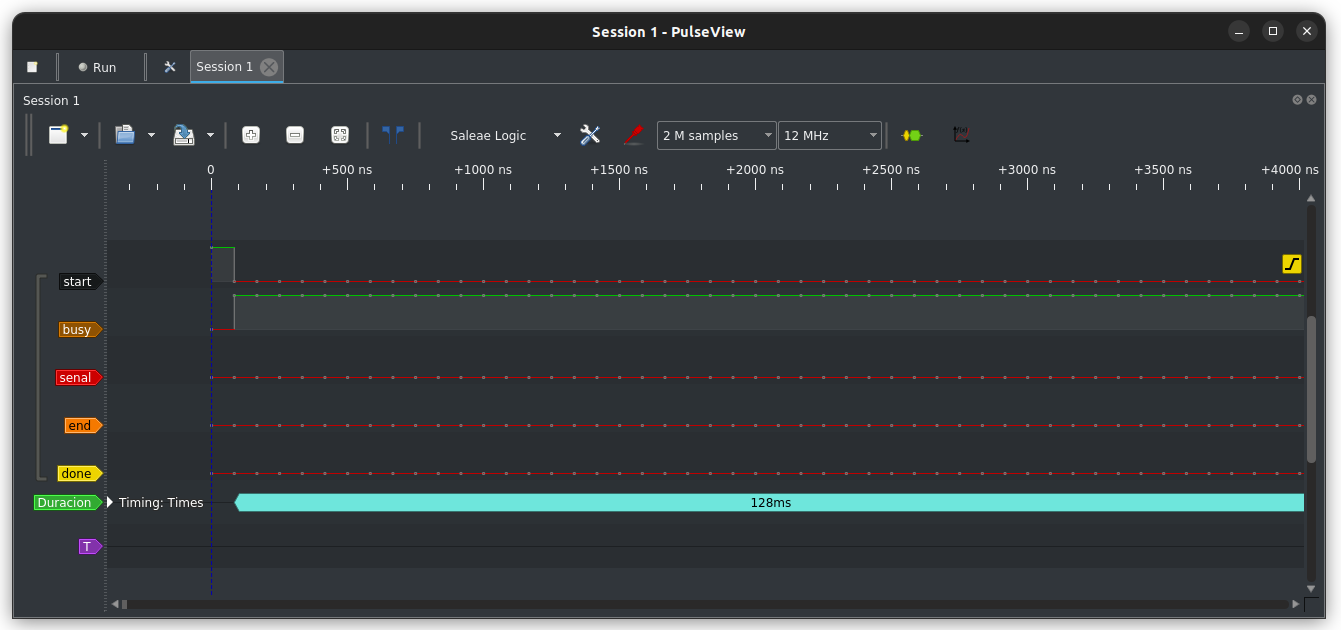 Session 1 - PulseView
Run
Session 1
Session 1
Saleae Logic
2 M samples
12 MHz
0 +500 ns +1000 ns +1500 ns +2000 ns +2500 ns +3000 ns +3500 ns +4000 ns
start
busy
senal
end
done
Duracion Timing: Times 128ms
T